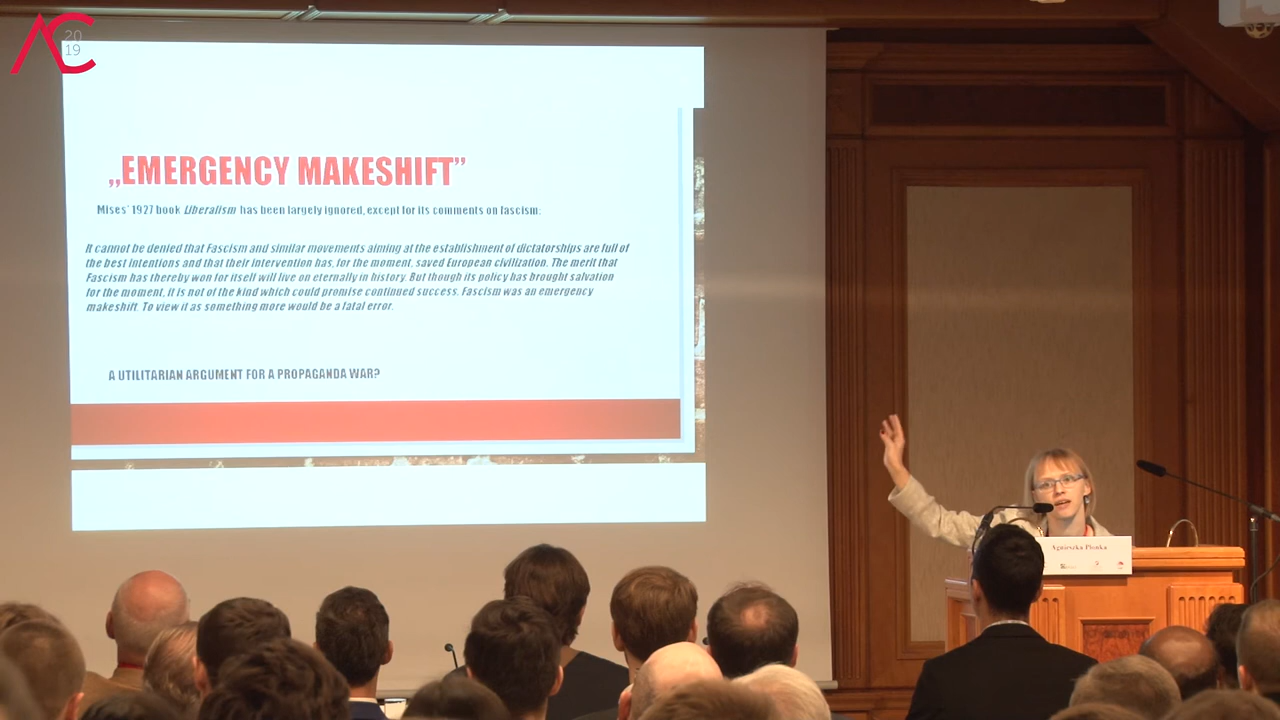 AC
20
19
„EMERGENCY MAKESHIFT”
Mises' 1927 book Liberalism has been largely ignored, except for its comments on fascism:
It cannot be denied that Fascism and similar movements aiming at the establishment of dictatorships are full of
the best intentions and that their intervention has, for the moment, saved European civilization. The merit that
Fascism has thereby won for itself will live on eternally in history. But though its policy has brought salvation
for the moment, it is not of the kind which could promise continued success. Fascism was an emergency
makeshift. To view it as something more would be a fatal error.
A UTILITARIAN ARGUMENT FOR A PROPAGANDA WAR?
Agnieszka Płonka